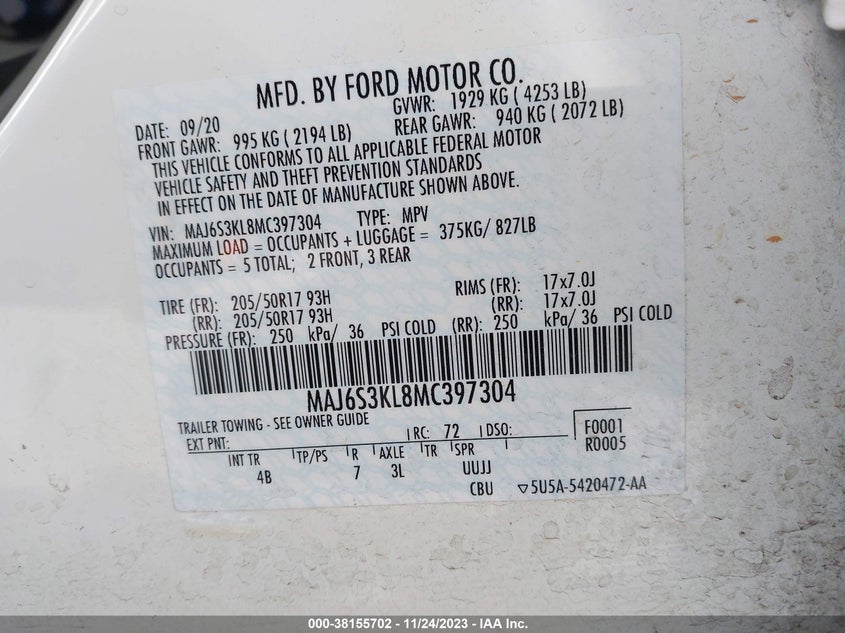 MFD. BY FORD MOTOR CO.
DATE: 09/20 GVWR: 1929 KG ( 4253 LB)
FRONT GAWR: 995 KG ( 2194 LB) REAR GAWR: 940 KG ( 2072 LB)
THIS VEHICLE CONFORMS TO ALL APPLICABLE FEDERAL MOTOR
VEHICLE SAFETY AND THEFT PREVENTION STANDARDS
IN EFFECT ON THE DATE OF MANUFACTURE SHOWN ABOVE.
VIN: MAJ6S3KL8MC397304 TYPE: MPV
MAXIMUM LOAD = OCCUPANTS + LUGGAGE = 375KG/ 827LB
OCCUPANTS = 5 TOTAL; 2 FRONT, 3 REAR
TIRE (FR): 205/50R17 93H RIMS (FR): 17x7.0J
(RR): 205/50R17 93H (RR): 17x7.0J
PRESSURE (FR): 250 kPa/ 36 PSI COLD (RR): 250 kPa/ 36 PSI COLD
MAJ6S3KL8MC397304
TRAILER TOWING - SEE OWNER GUIDE
EXT PNT: RC: 72 DSO: F0001
R0005
INT TR TP/PS R AXLE TR SPR
4B 7 3L UUJJ
CBU ▽5U5A-5420472-AA
000-38155702 - 11/24/2023 - IAA Inc.